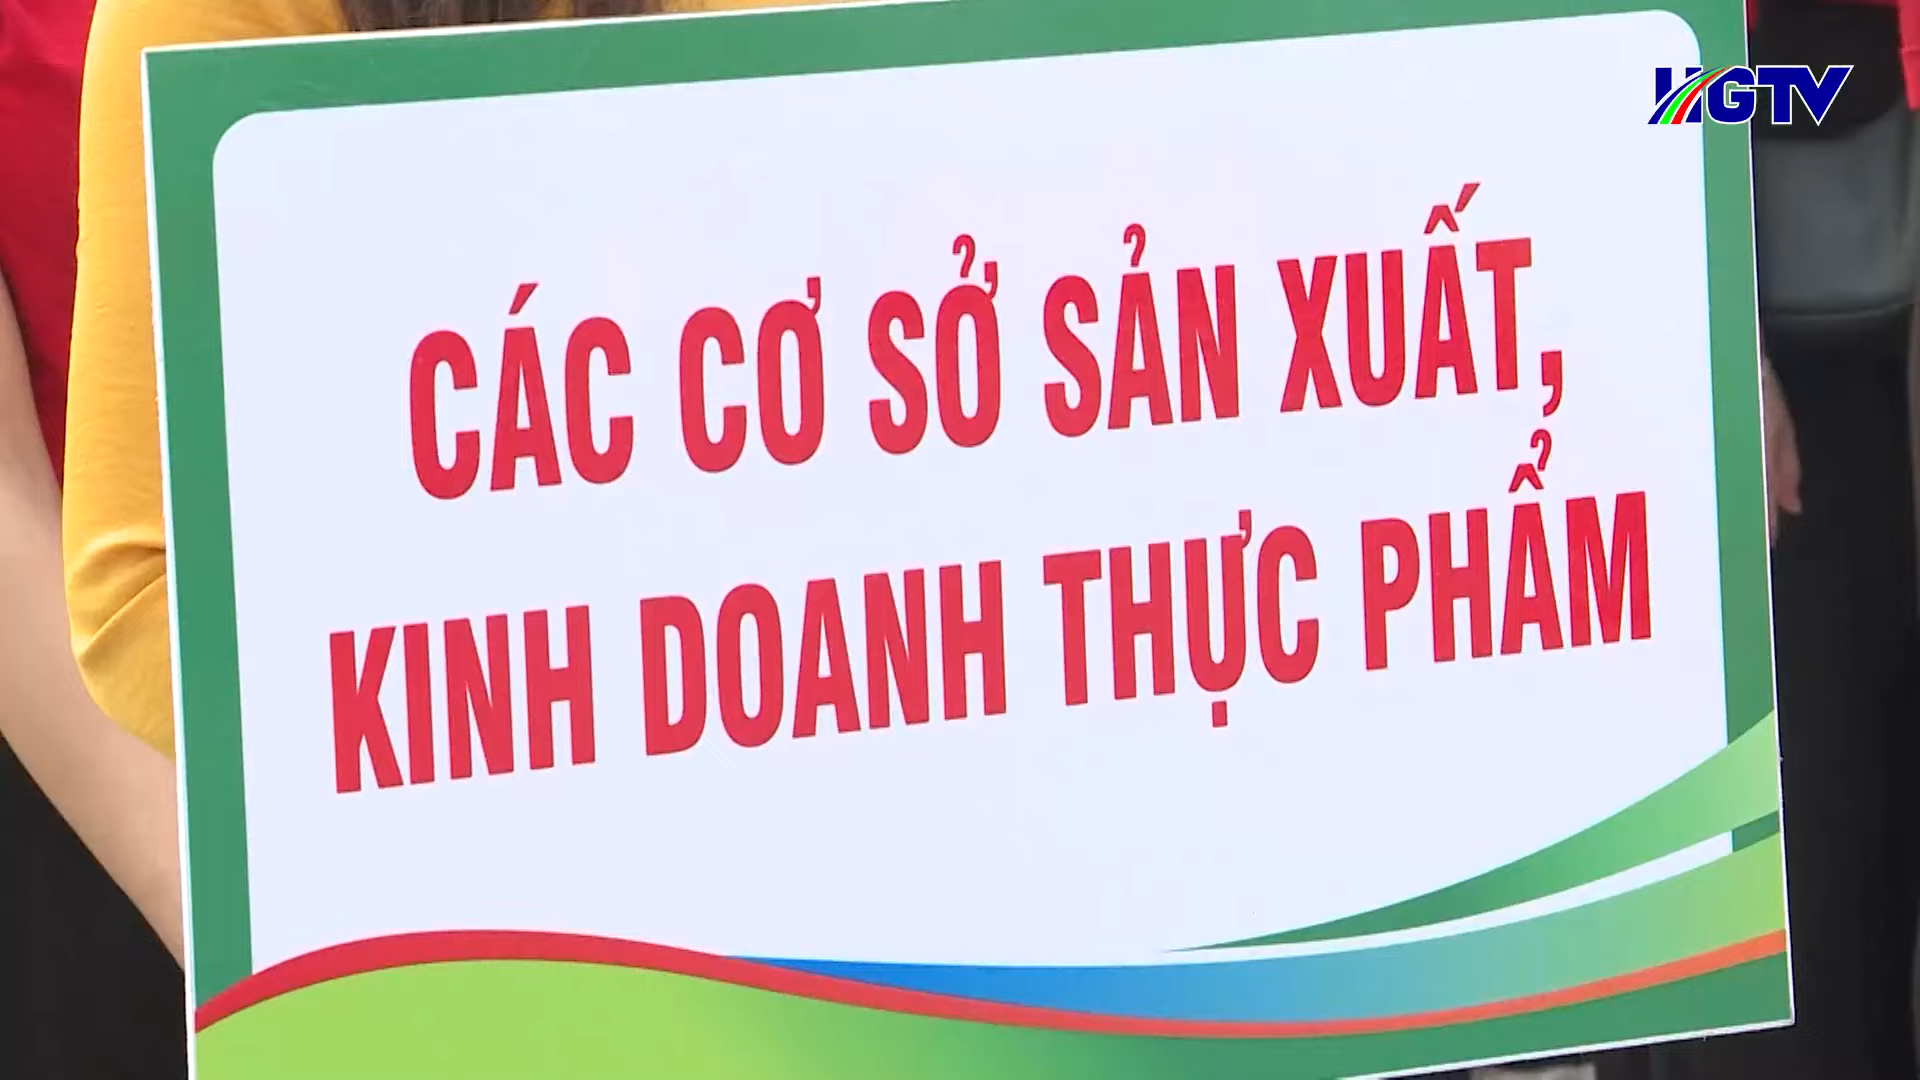 HGTV
CÁC CƠ SỞ SẢN XUẤT,
KINH DOANH THỰC PHẨM